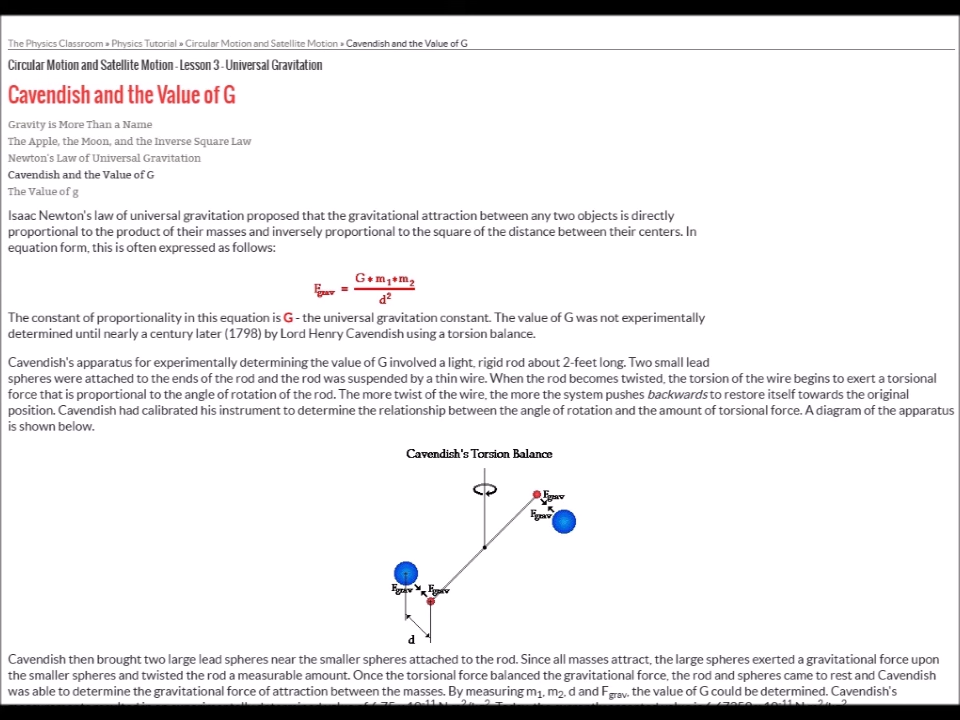 The Physics Classroom » Physics Tutorial » Circular Motion and Satellite Motion » Cavendish and the Value of G
Circular Motion and Satellite Motion - Lesson 3 - Universal Gravitation
Cavendish and the Value of G
Gravity is More Than a Name
The Apple, the Moon, and the Inverse Square Law
Newton's Law of Universal Gravitation
Cavendish and the Value of G
The Value of g
Isaac Newton's law of universal gravitation proposed that the gravitational attraction between any two objects is directly
proportional to the product of their masses and inversely proportional to the square of the distance between their centers. In
equation form, this is often expressed as follows:
Fgrav = G * m1 * m2 / d²
The constant of proportionality in this equation is G - the universal gravitation constant. The value of G was not experimentally
determined until nearly a century later (1798) by Lord Henry Cavendish using a torsion balance.
Cavendish's apparatus for experimentally determining the value of G involved a light, rigid rod about 2-feet long. Two small lead
spheres were attached to the ends of the rod and the rod was suspended by a thin wire. When the rod becomes twisted, the torsion of the wire begins to exert a torsional
force that is proportional to the angle of rotation of the rod. The more twist of the wire, the more the system pushes backwards to restore itself towards the original
position. Cavendish had calibrated his instrument to determine the relationship between the angle of rotation and the amount of torsional force. A diagram of the apparatus
is shown below.
Cavendish's Torsion Balance
Fgrav
Fgrav
Fgrav Fgrav
d
Cavendish then brought two large lead spheres near the smaller spheres attached to the rod. Since all masses attract, the large spheres exerted a gravitational force upon
the smaller spheres and twisted the rod a measurable amount. Once the torsional force balanced the gravitational force, the rod and spheres came to rest and Cavendish
was able to determine the gravitational force of attraction between the masses. By measuring m1, m2, d and Fgrav, the value of G could be determined. Cavendish's